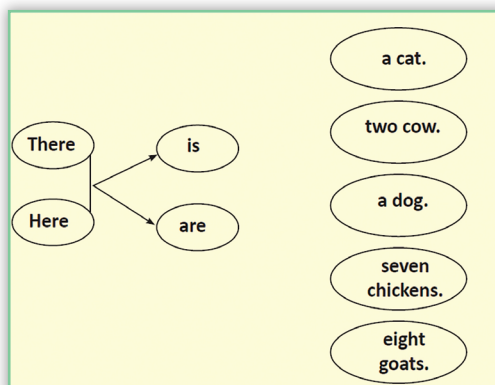 There
Here
is
are
a cat.
two cow.
a dog.
seven
chickens.
eight
goats.